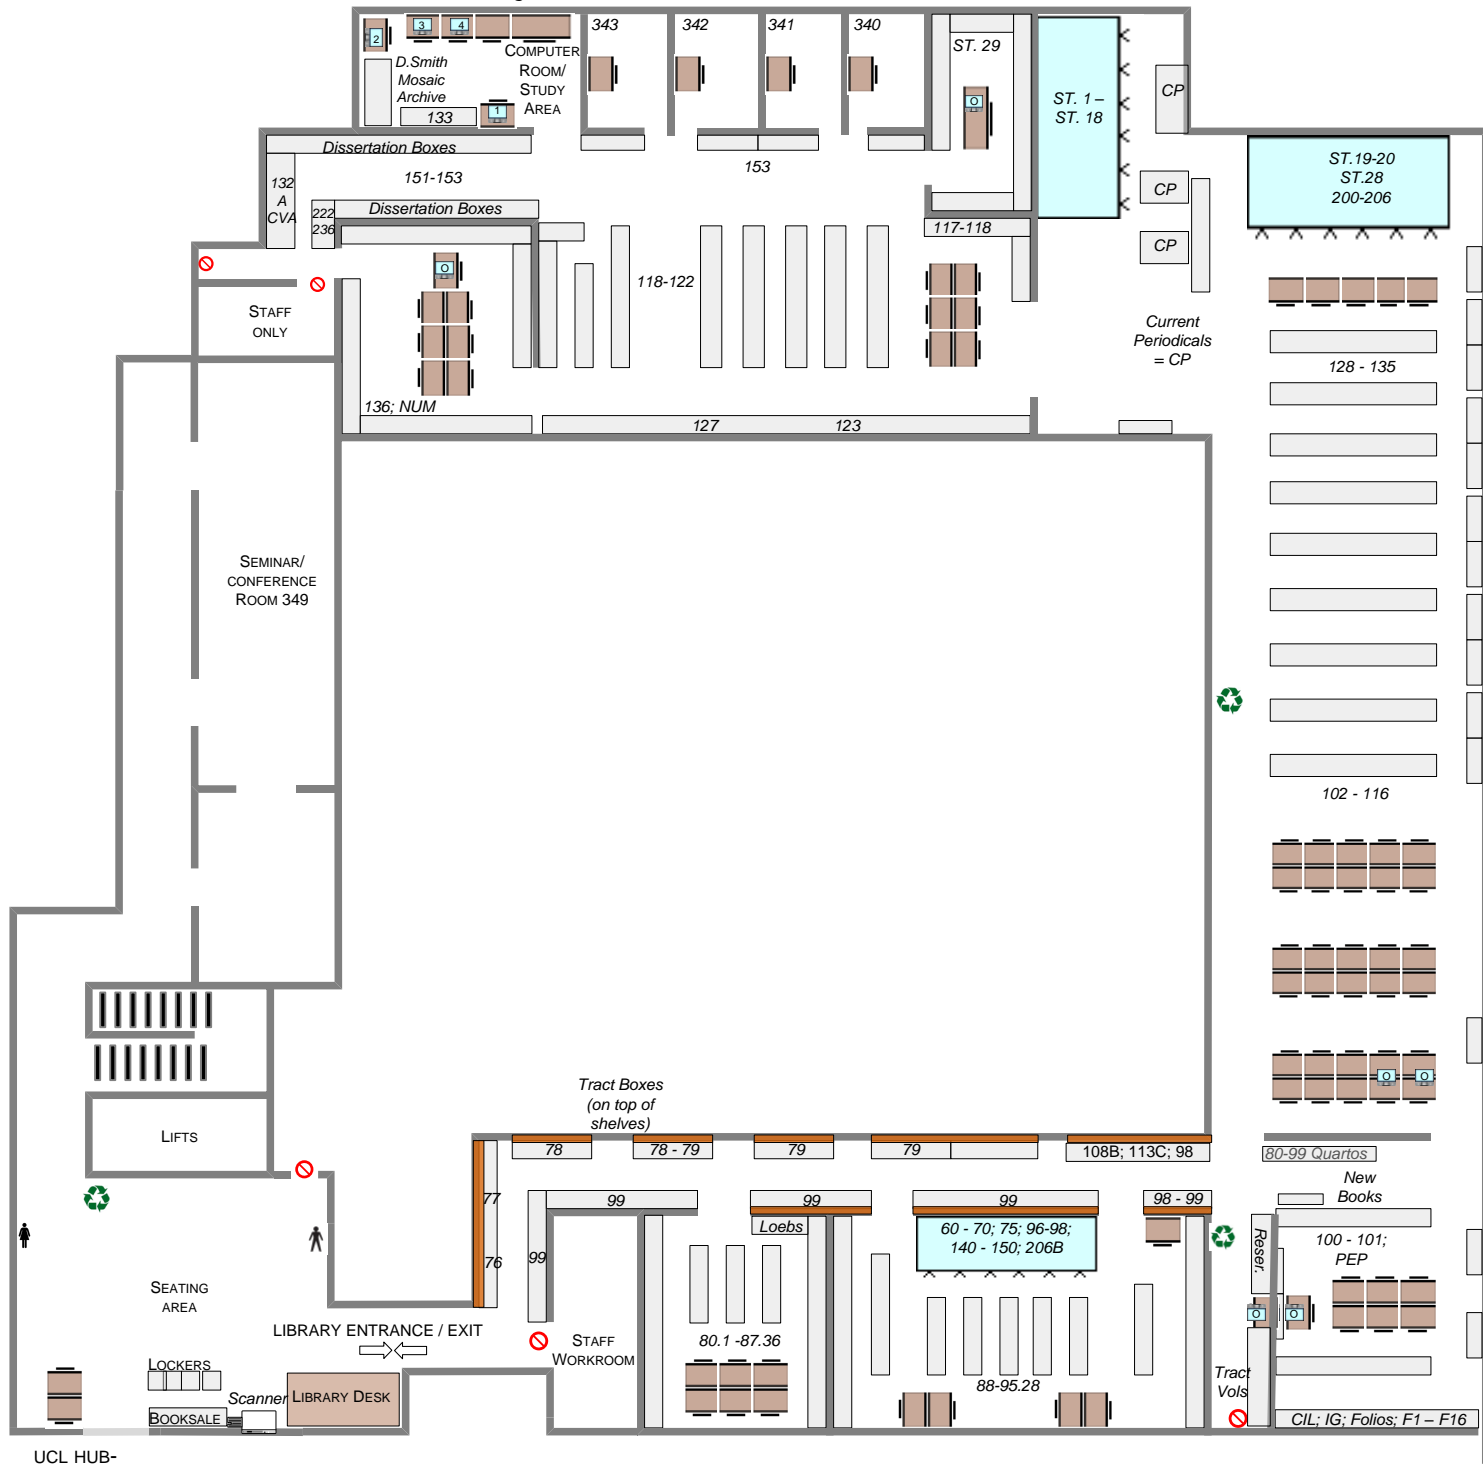 343
342
341
340
3
4
2
COMPUTER
ROOM/
STUDY
AREA
D.Smith
Mosaic
Archive
133
1
ST. 29
O
ST. 1 –
ST. 18
CP
Dissertation Boxes
153
ST.19-20
ST.28
200-206
132
A
CVA
151-153
CP
222
236
Dissertation Boxes
117-118
CP
O
118-122
STAFF
ONLY
Current
Periodicals
= CP
128 - 135
136; NUM
127
123
SEMINAR/
CONFERENCE
ROOM 349
102 - 116
O
O
Tract Boxes
(on top of
shelves)
LIFTS
78
78 - 79
79
79
108B; 113C; 98
80-99 Quartos
New
Books
77
76
99
99
99
99
98 - 99
Loebs
60 - 70; 75; 96-98;
140 - 150; 206B
Reser.
100 - 101;
PEP
SEATING
AREA
O
O
LIBRARY ENTRANCE / EXIT
STAFF
WORKROOM
80.1 -87.36
88-95.28
LOCKERS
Scanner
LIBRARY DESK
BOOKSALE
Tract
Vols
CIL; IG; Folios; F1 – F16
UCL HUB-